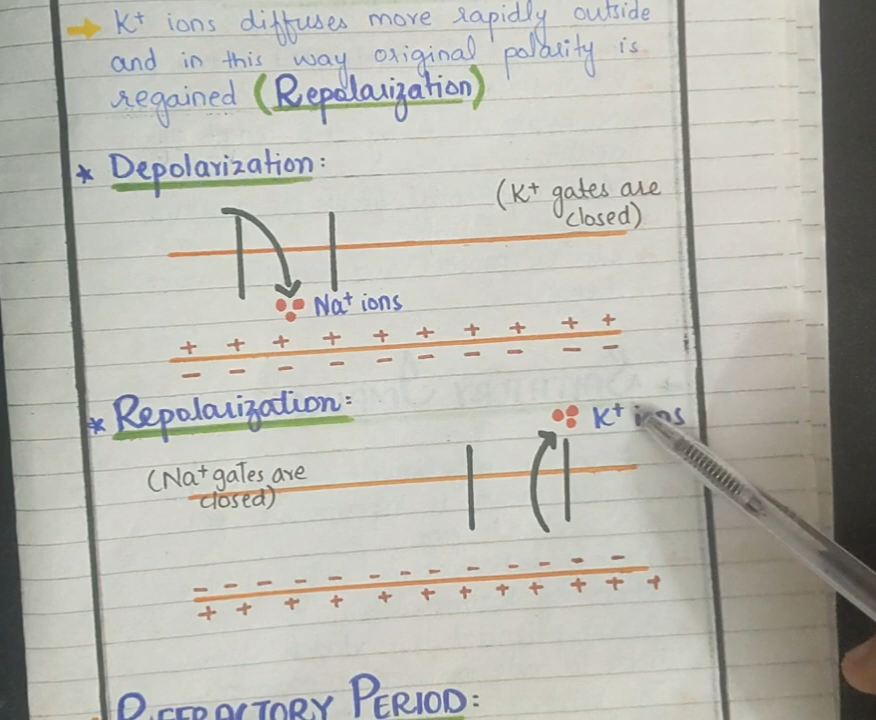 K+ ions diffuses more rapidly outside
and in this way original polarity is
regained (Repolarization)
* Depolarization:
(K+ gates are
closed)
Na+ ions
+ + + + + + + + + +
− − − − − − − − − −
* Repolarization:
K+ ions
(Na+ gates are
closed)
− − − − − − − − − − − − −
+ + + + + + + + + + +
REFRACTORY PERIOD: